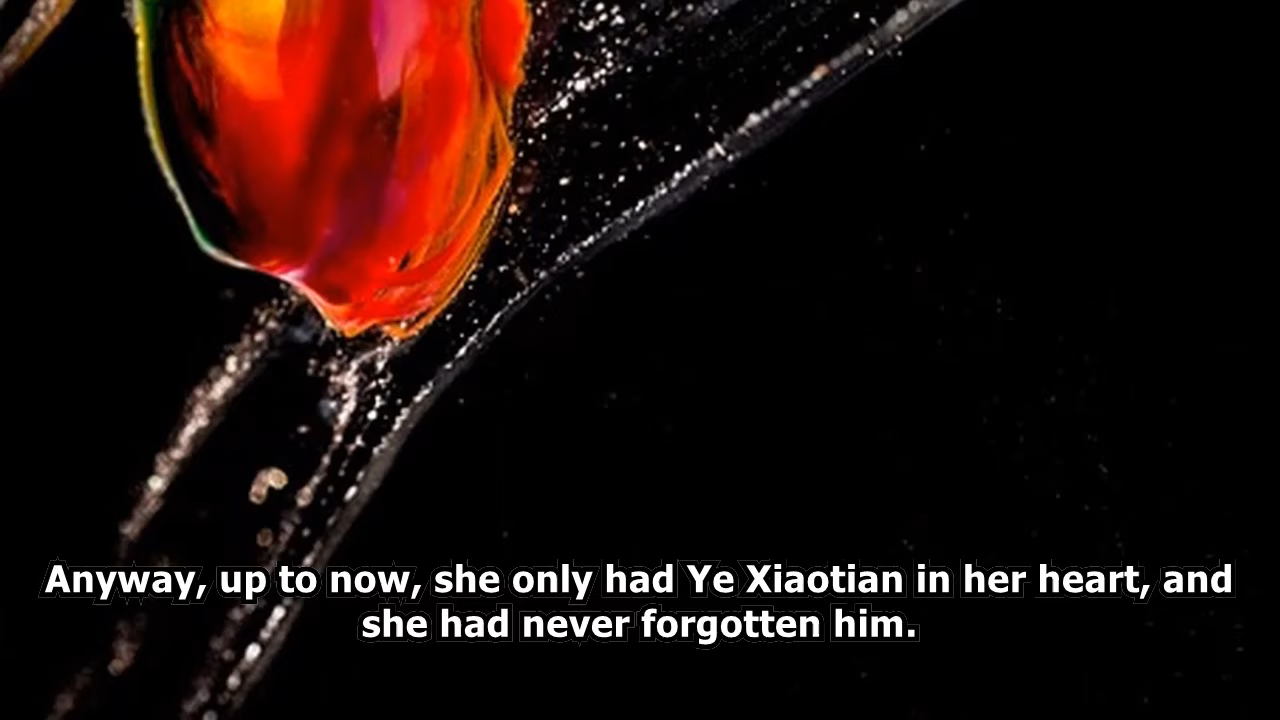 Anyway, up to now, she only had Ye Xiaotian in her heart, and
she had never forgotten him.